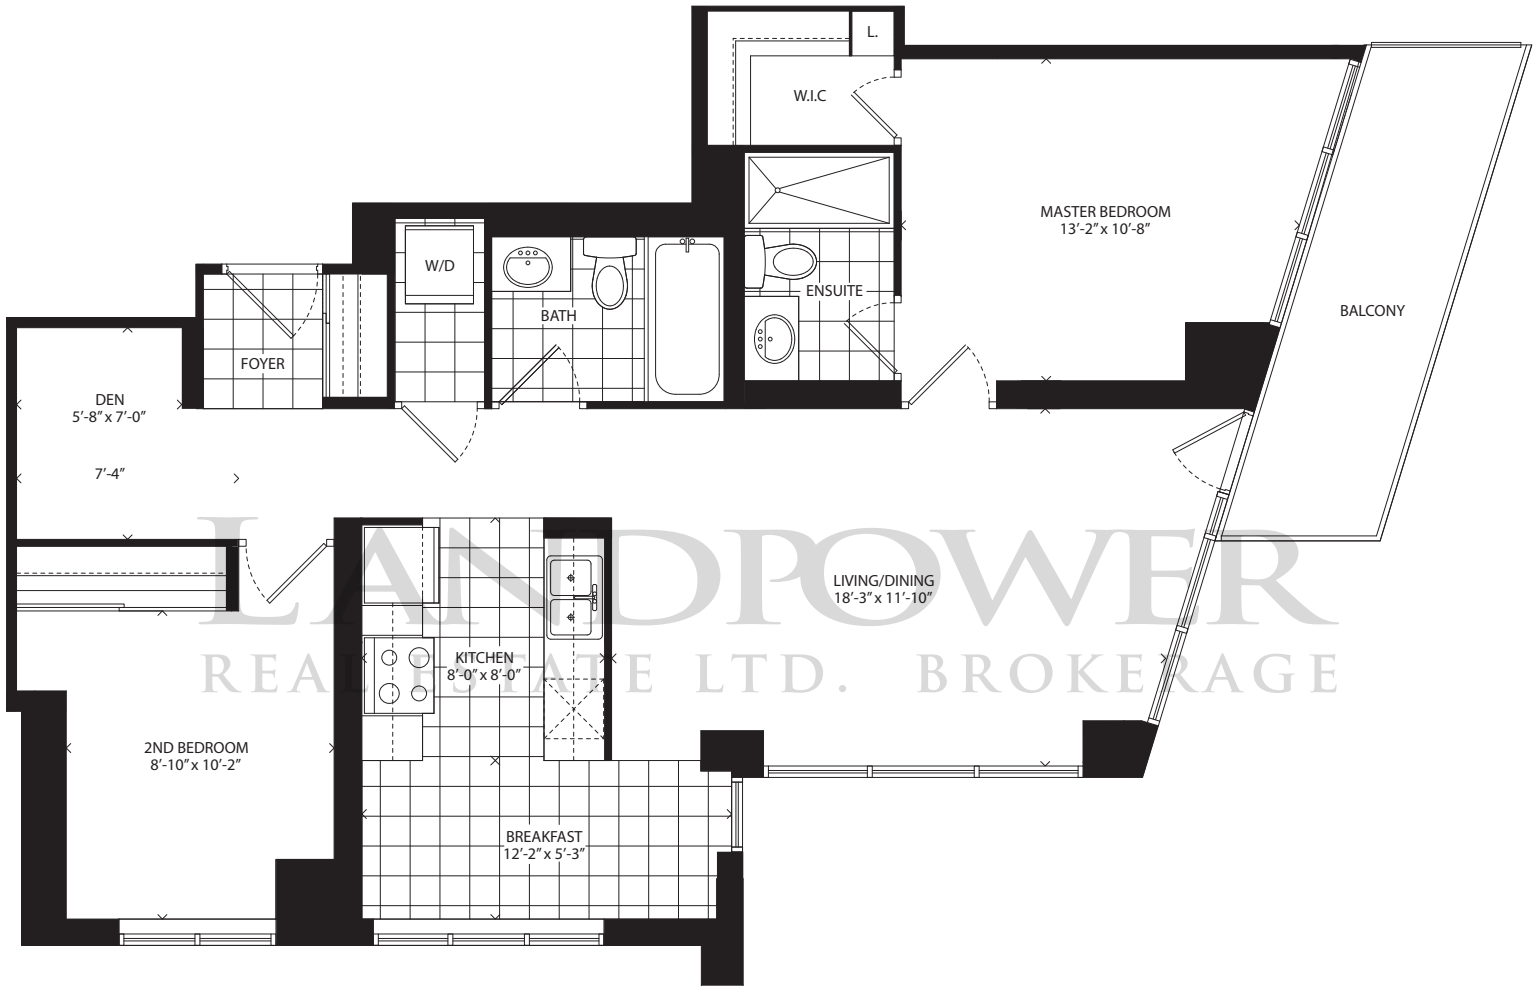 L.
W.I.C
MASTER BEDROOM
13'-2" x 10'-8"
W/D
ENSUITE
BATH
BALCONY
FOYER
DEN
5'-8" x 7'-0"
7'-4"
LANDPOWER
REAL ESTATE LTD. BROKERAGE
LIVING/DINING
18'-3" x 11'-10"
KITCHEN
8'-0" x 8'-0"
2ND BEDROOM
8'-10" x 10'-2"
BREAKFAST
12'-2" x 5'-3"